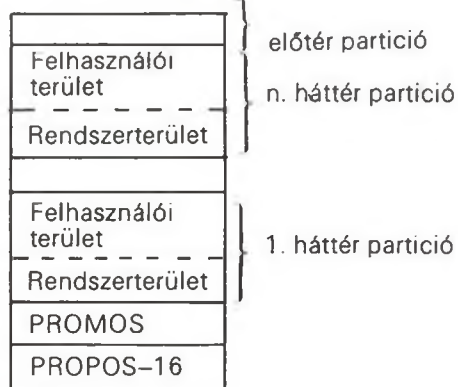 előtér partició
Felhasználói
terület
n. háttér partició
Rendszerterület
Felhasználói
terület
1. háttér partició
Rendszerterület
PROMOS
PROPOS–16